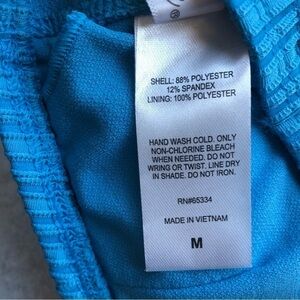 SHELL: 88% POLYESTER
12% SPANDEX
LINING: 100% POLYESTER
HAND WASH COLD. ONLY
NON-CHLORINE BLEACH
WHEN NEEDED. DO NOT
WRING OR TWIST. LINE DRY
IN SHADE. DO NOT IRON.
RN#65334
MADE IN VIETNAM
M